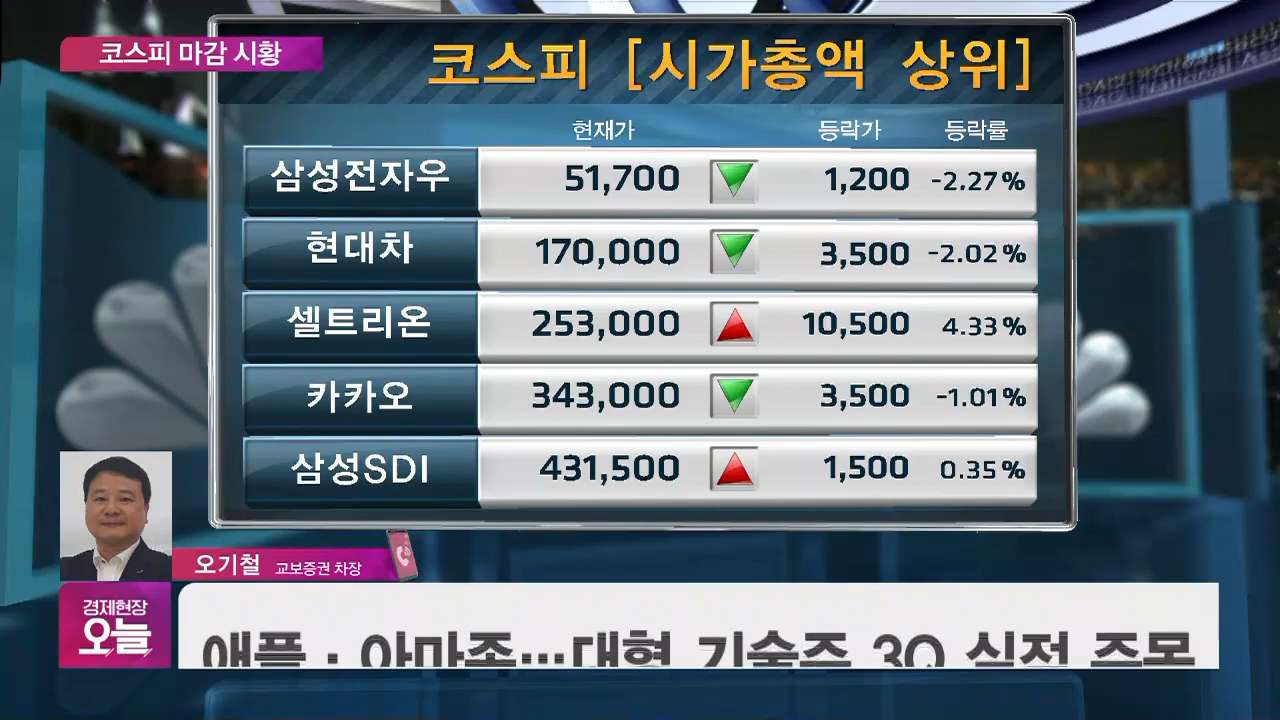 코스피 마감 시황
코스피 [시가총액 상위]
현재가 등락가 등락률
삼성전자우 51,700 1,200 -2.27%
현대차 170,000 3,500 -2.02%
셀트리온 253,000 10,500 4.33%
카카오 343,000 3,500 -1.01%
삼성SDI 431,500 1,500 0.35%
오기철 교보증권 차장
경제현장
오늘
애플·아마존…대형 기술주 3Q 실적 주목